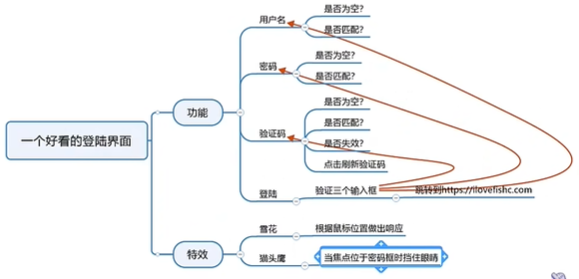 一个好看的登陆界面
功能
用户名
是否为空?
是否匹配?
密码
是否为空?
是否匹配?
验证码
是否为空?
是否匹配?
是否失效?
点击刷新验证码
登陆
验证三个输入框
跳转到https://ilovefishc.com
特效
雪花
根据鼠标位置做出响应
猫头鹰
当焦点位于密码框时挡住眼睛